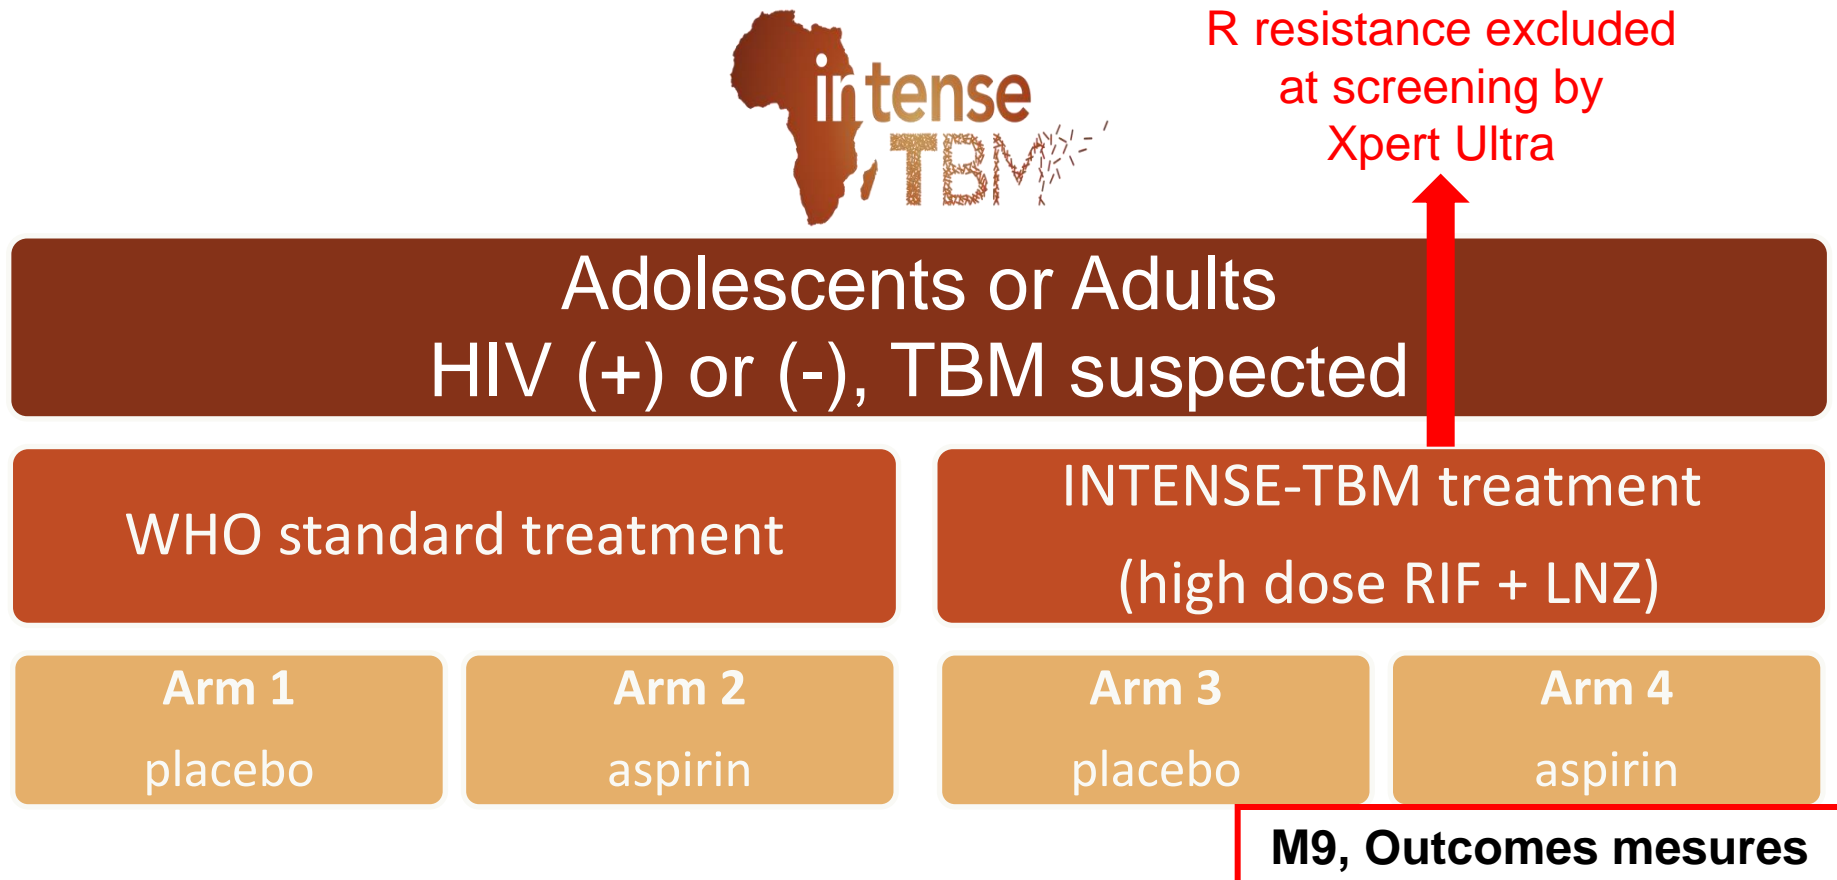 intense
TBM
R resistance excluded
at screening by
Xpert Ultra
Adolescents or Adults
HIV (+) or (-), TBM suspected
WHO standard treatment
INTENSE-TBM treatment
(high dose RIF + LNZ)
Arm 1
placebo
Arm 2
aspirin
Arm 3
placebo
Arm 4
aspirin
M9, Outcomes mesures